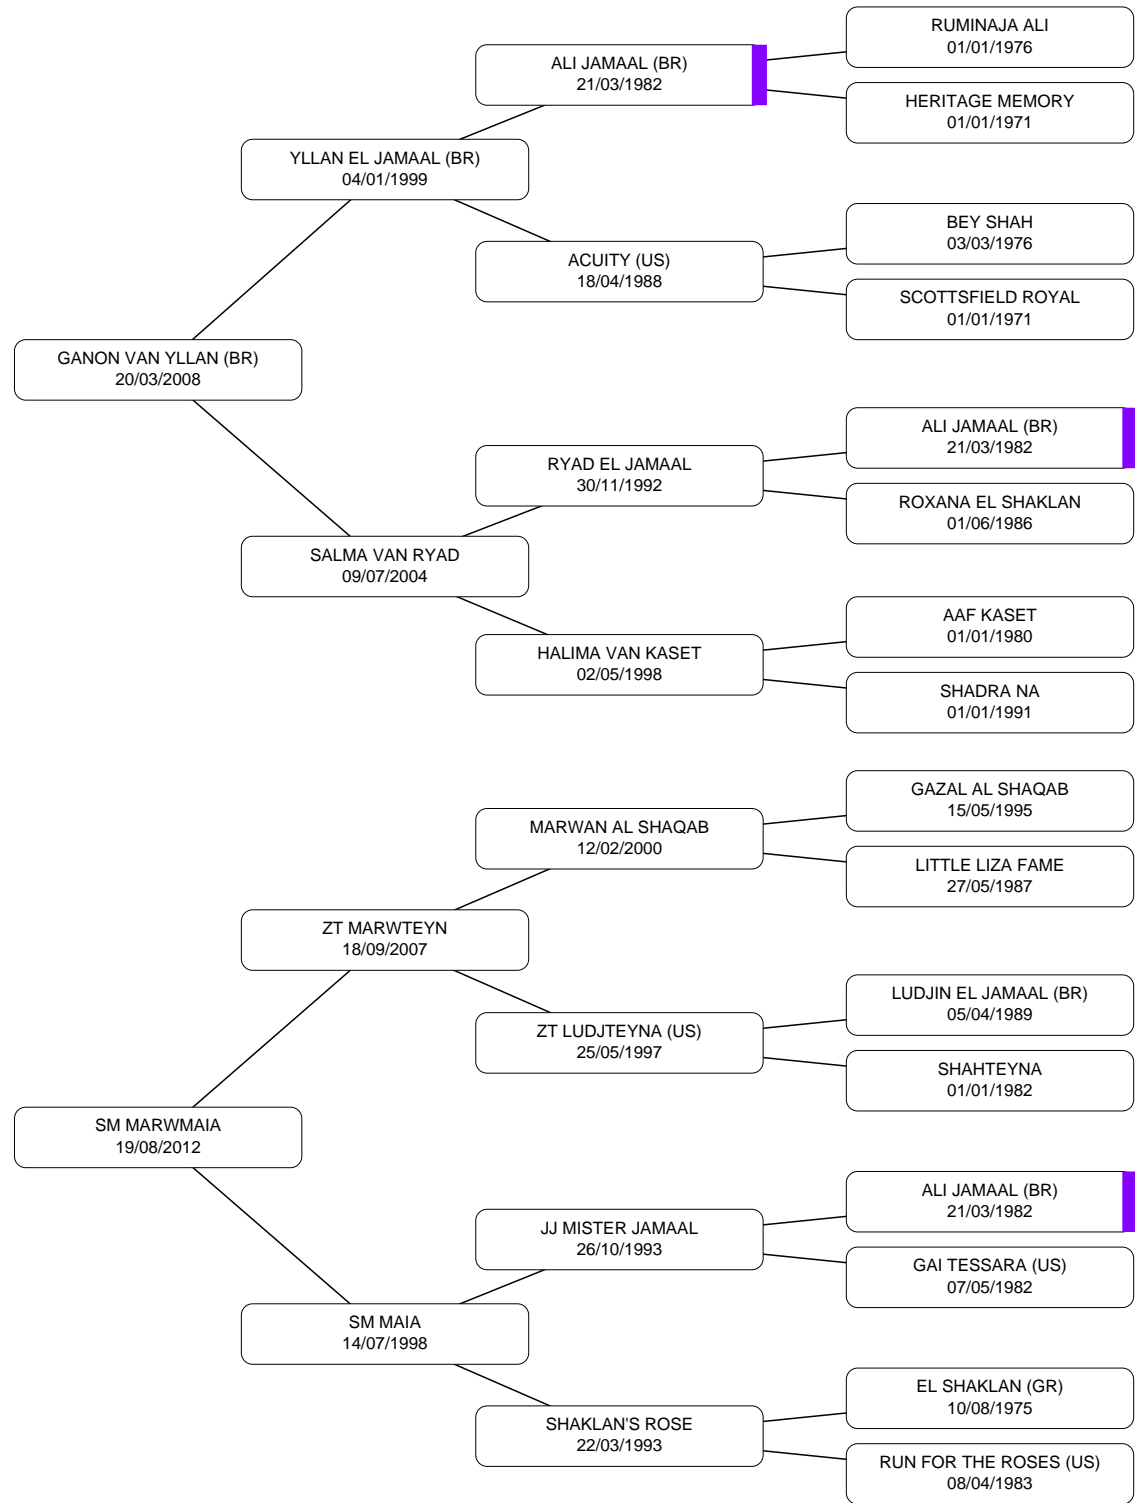 RUMINAJA ALI
01/01/1976
ALI JAMAAL (BR)
21/03/1982
HERITAGE MEMORY
01/01/1971
YLLAN EL JAMAAL (BR)
04/01/1999
BEY SHAH
03/03/1976
ACUITY (US)
18/04/1988
SCOTTSFIELD ROYAL
01/01/1971
GANON VAN YLLAN (BR)
20/03/2008
ALI JAMAAL (BR)
21/03/1982
RYAD EL JAMAAL
30/11/1992
ROXANA EL SHAKLAN
01/06/1986
SALMA VAN RYAD
09/07/2004
AAF KASET
01/01/1980
HALIMA VAN KASET
02/05/1998
SHADRA NA
01/01/1991
GAZAL AL SHAQAB
15/05/1995
MARWAN AL SHAQAB
12/02/2000
LITTLE LIZA FAME
27/05/1987
ZT MARWTEYN
18/09/2007
LUDJIN EL JAMAAL (BR)
05/04/1989
ZT LUDJTEYNA (US)
25/05/1997
SHAHTEYNA
01/01/1982
SM MARWMAIA
19/08/2012
ALI JAMAAL (BR)
21/03/1982
JJ MISTER JAMAAL
26/10/1993
GAI TESSARA (US)
07/05/1982
SM MAIA
14/07/1998
EL SHAKLAN (GR)
10/08/1975
SHAKLAN'S ROSE
22/03/1993
RUN FOR THE ROSES (US)
08/04/1983